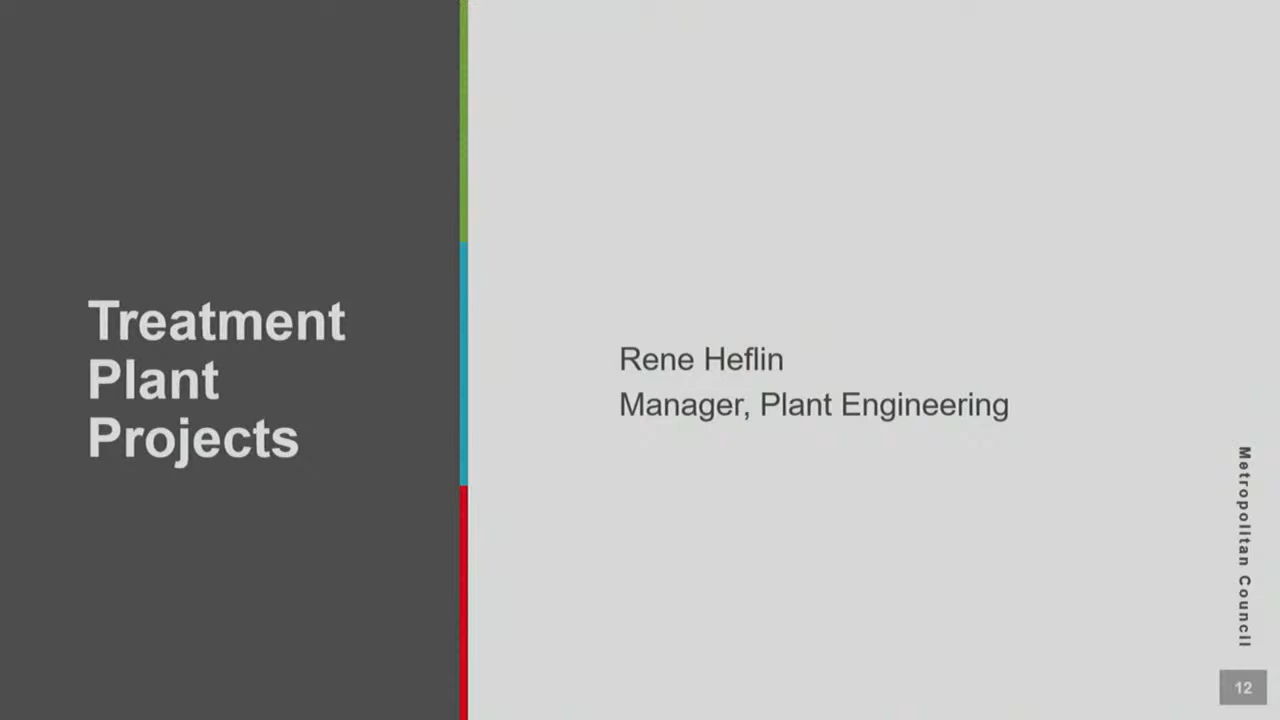 Treatment
Plant
Projects
Rene Heflin
Manager, Plant Engineering
Metropolitan Council
12